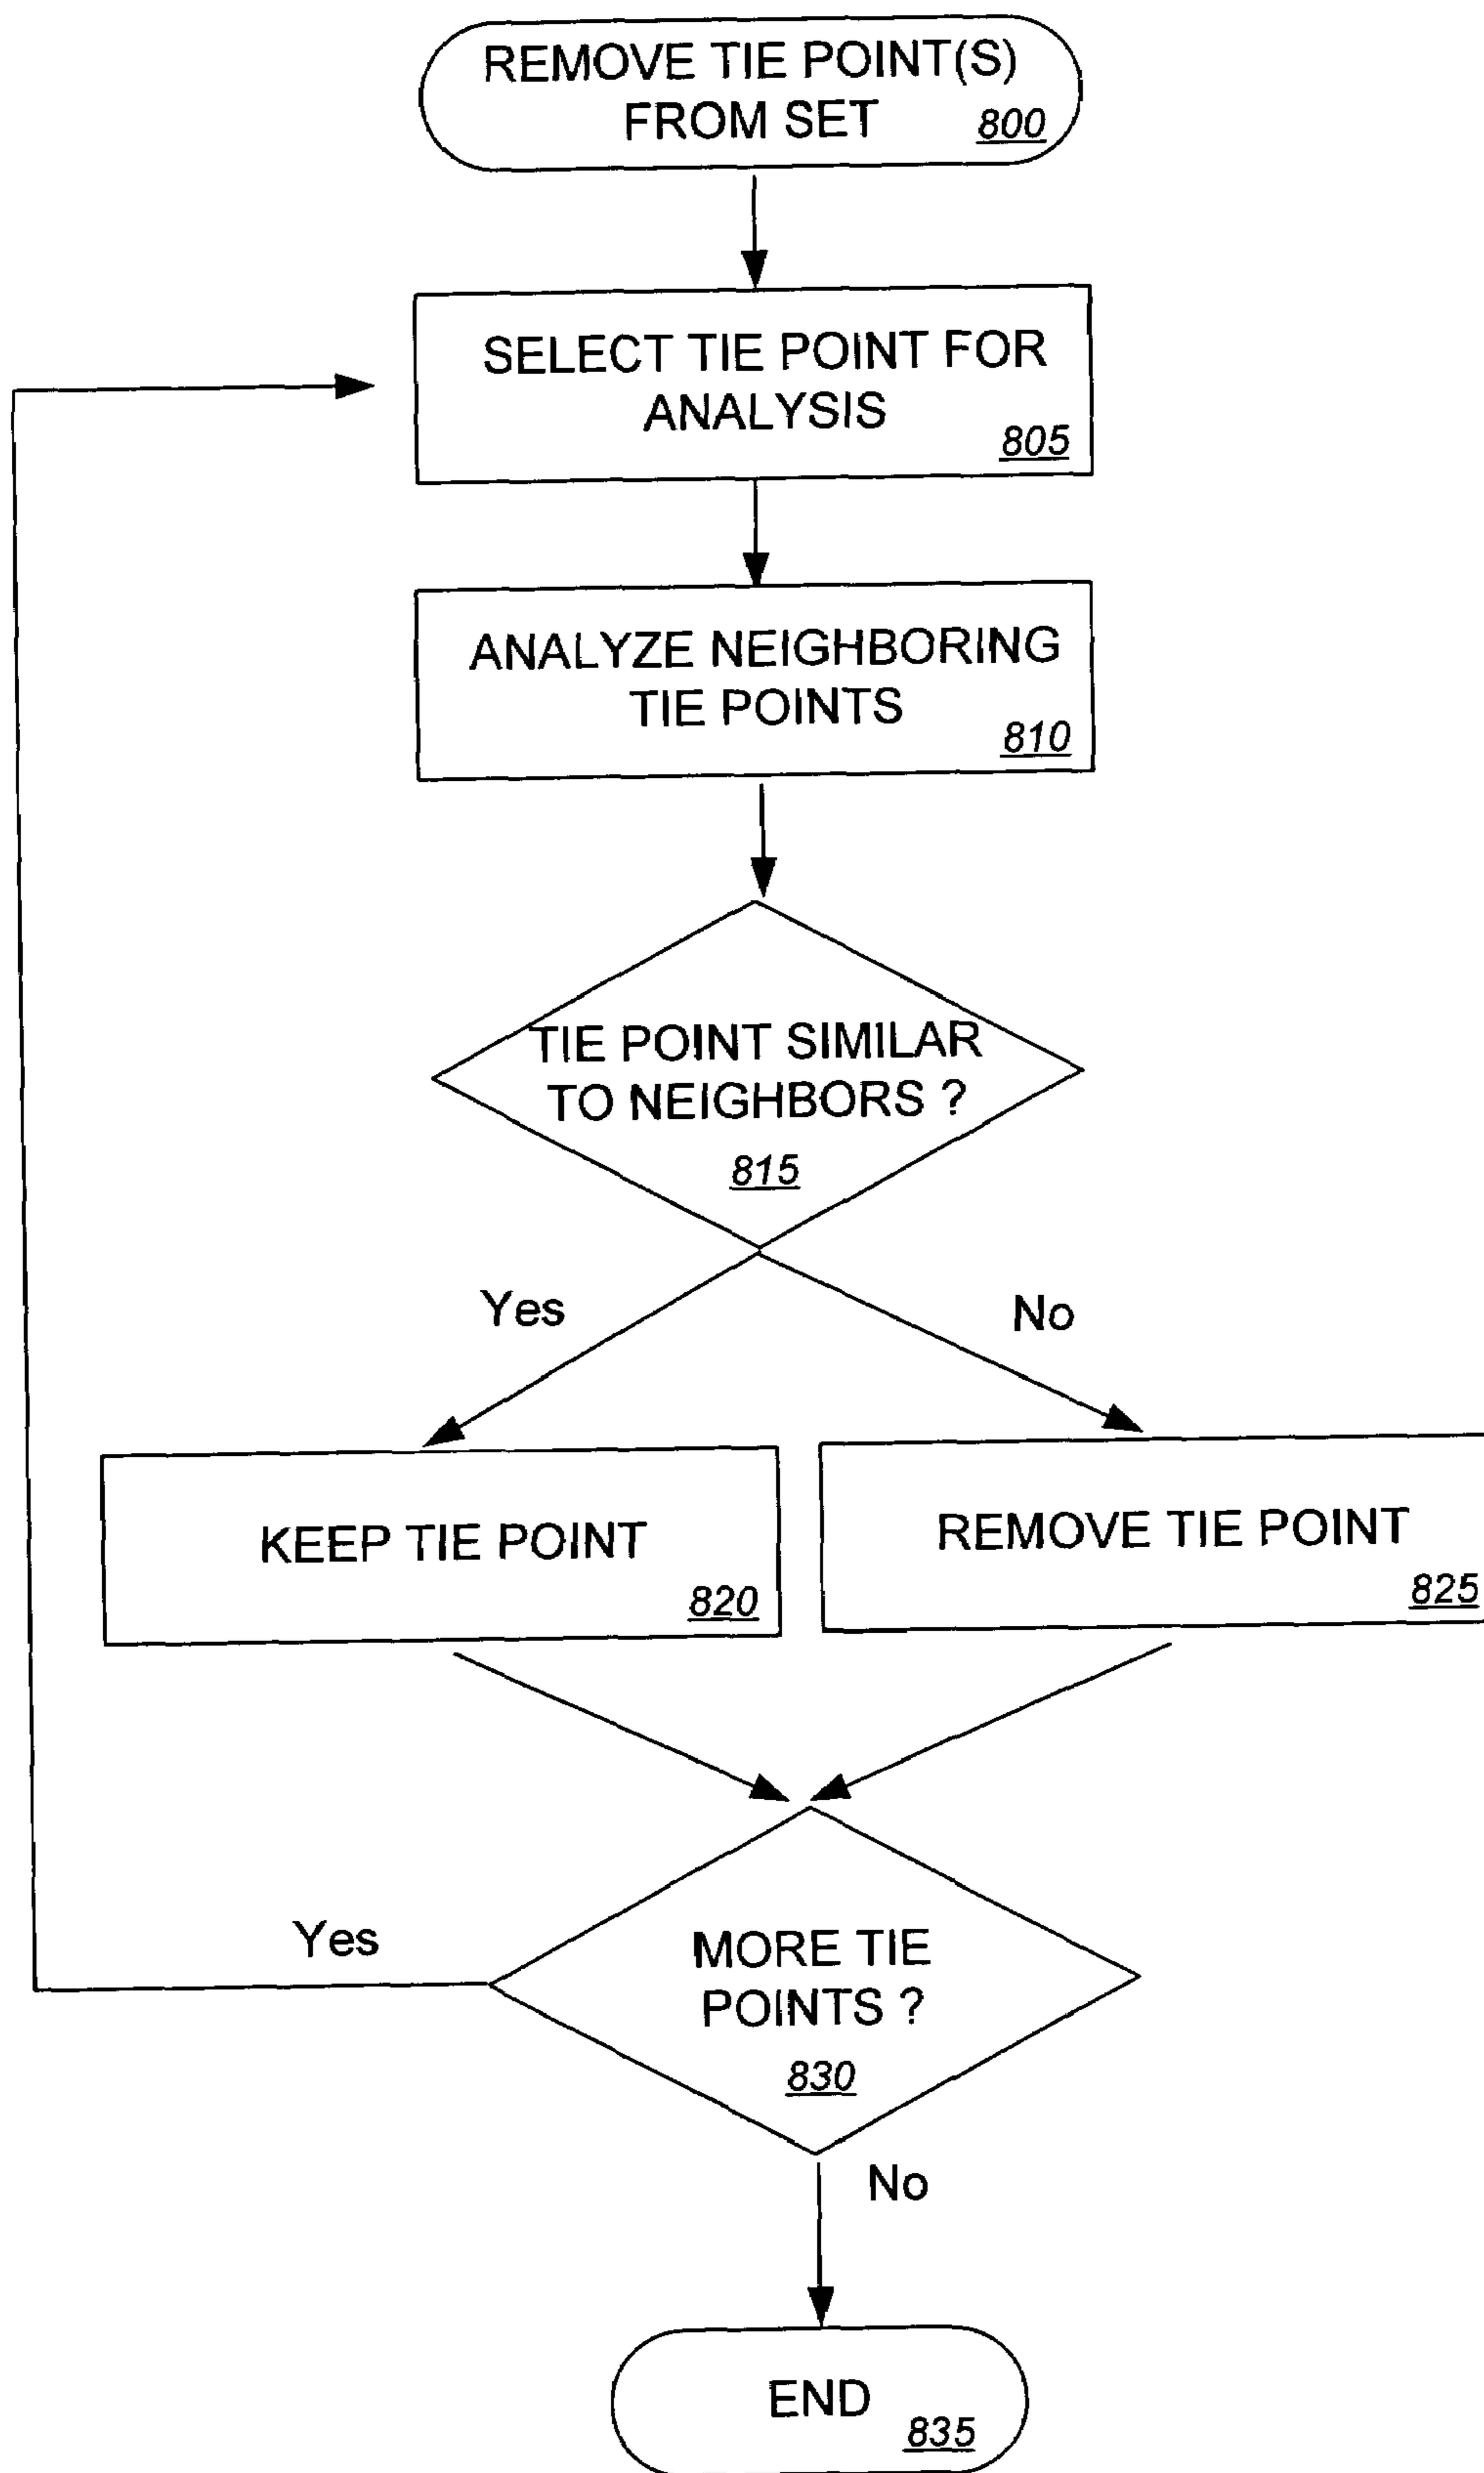 REMOVE TIE POINT(S)
FROM SET 800
SELECT TIE POINT FOR
ANALYSIS
805
ANALYZE NEIGHBORING
TIE POINTS
810
TIE POINT SIMILAR
TO NEIGHBORS ?
815
Yes
No
KEEP TIE POINT
820
REMOVE TIE POINT
825
Yes
MORE TIE
POINTS ?
830
No
END
835